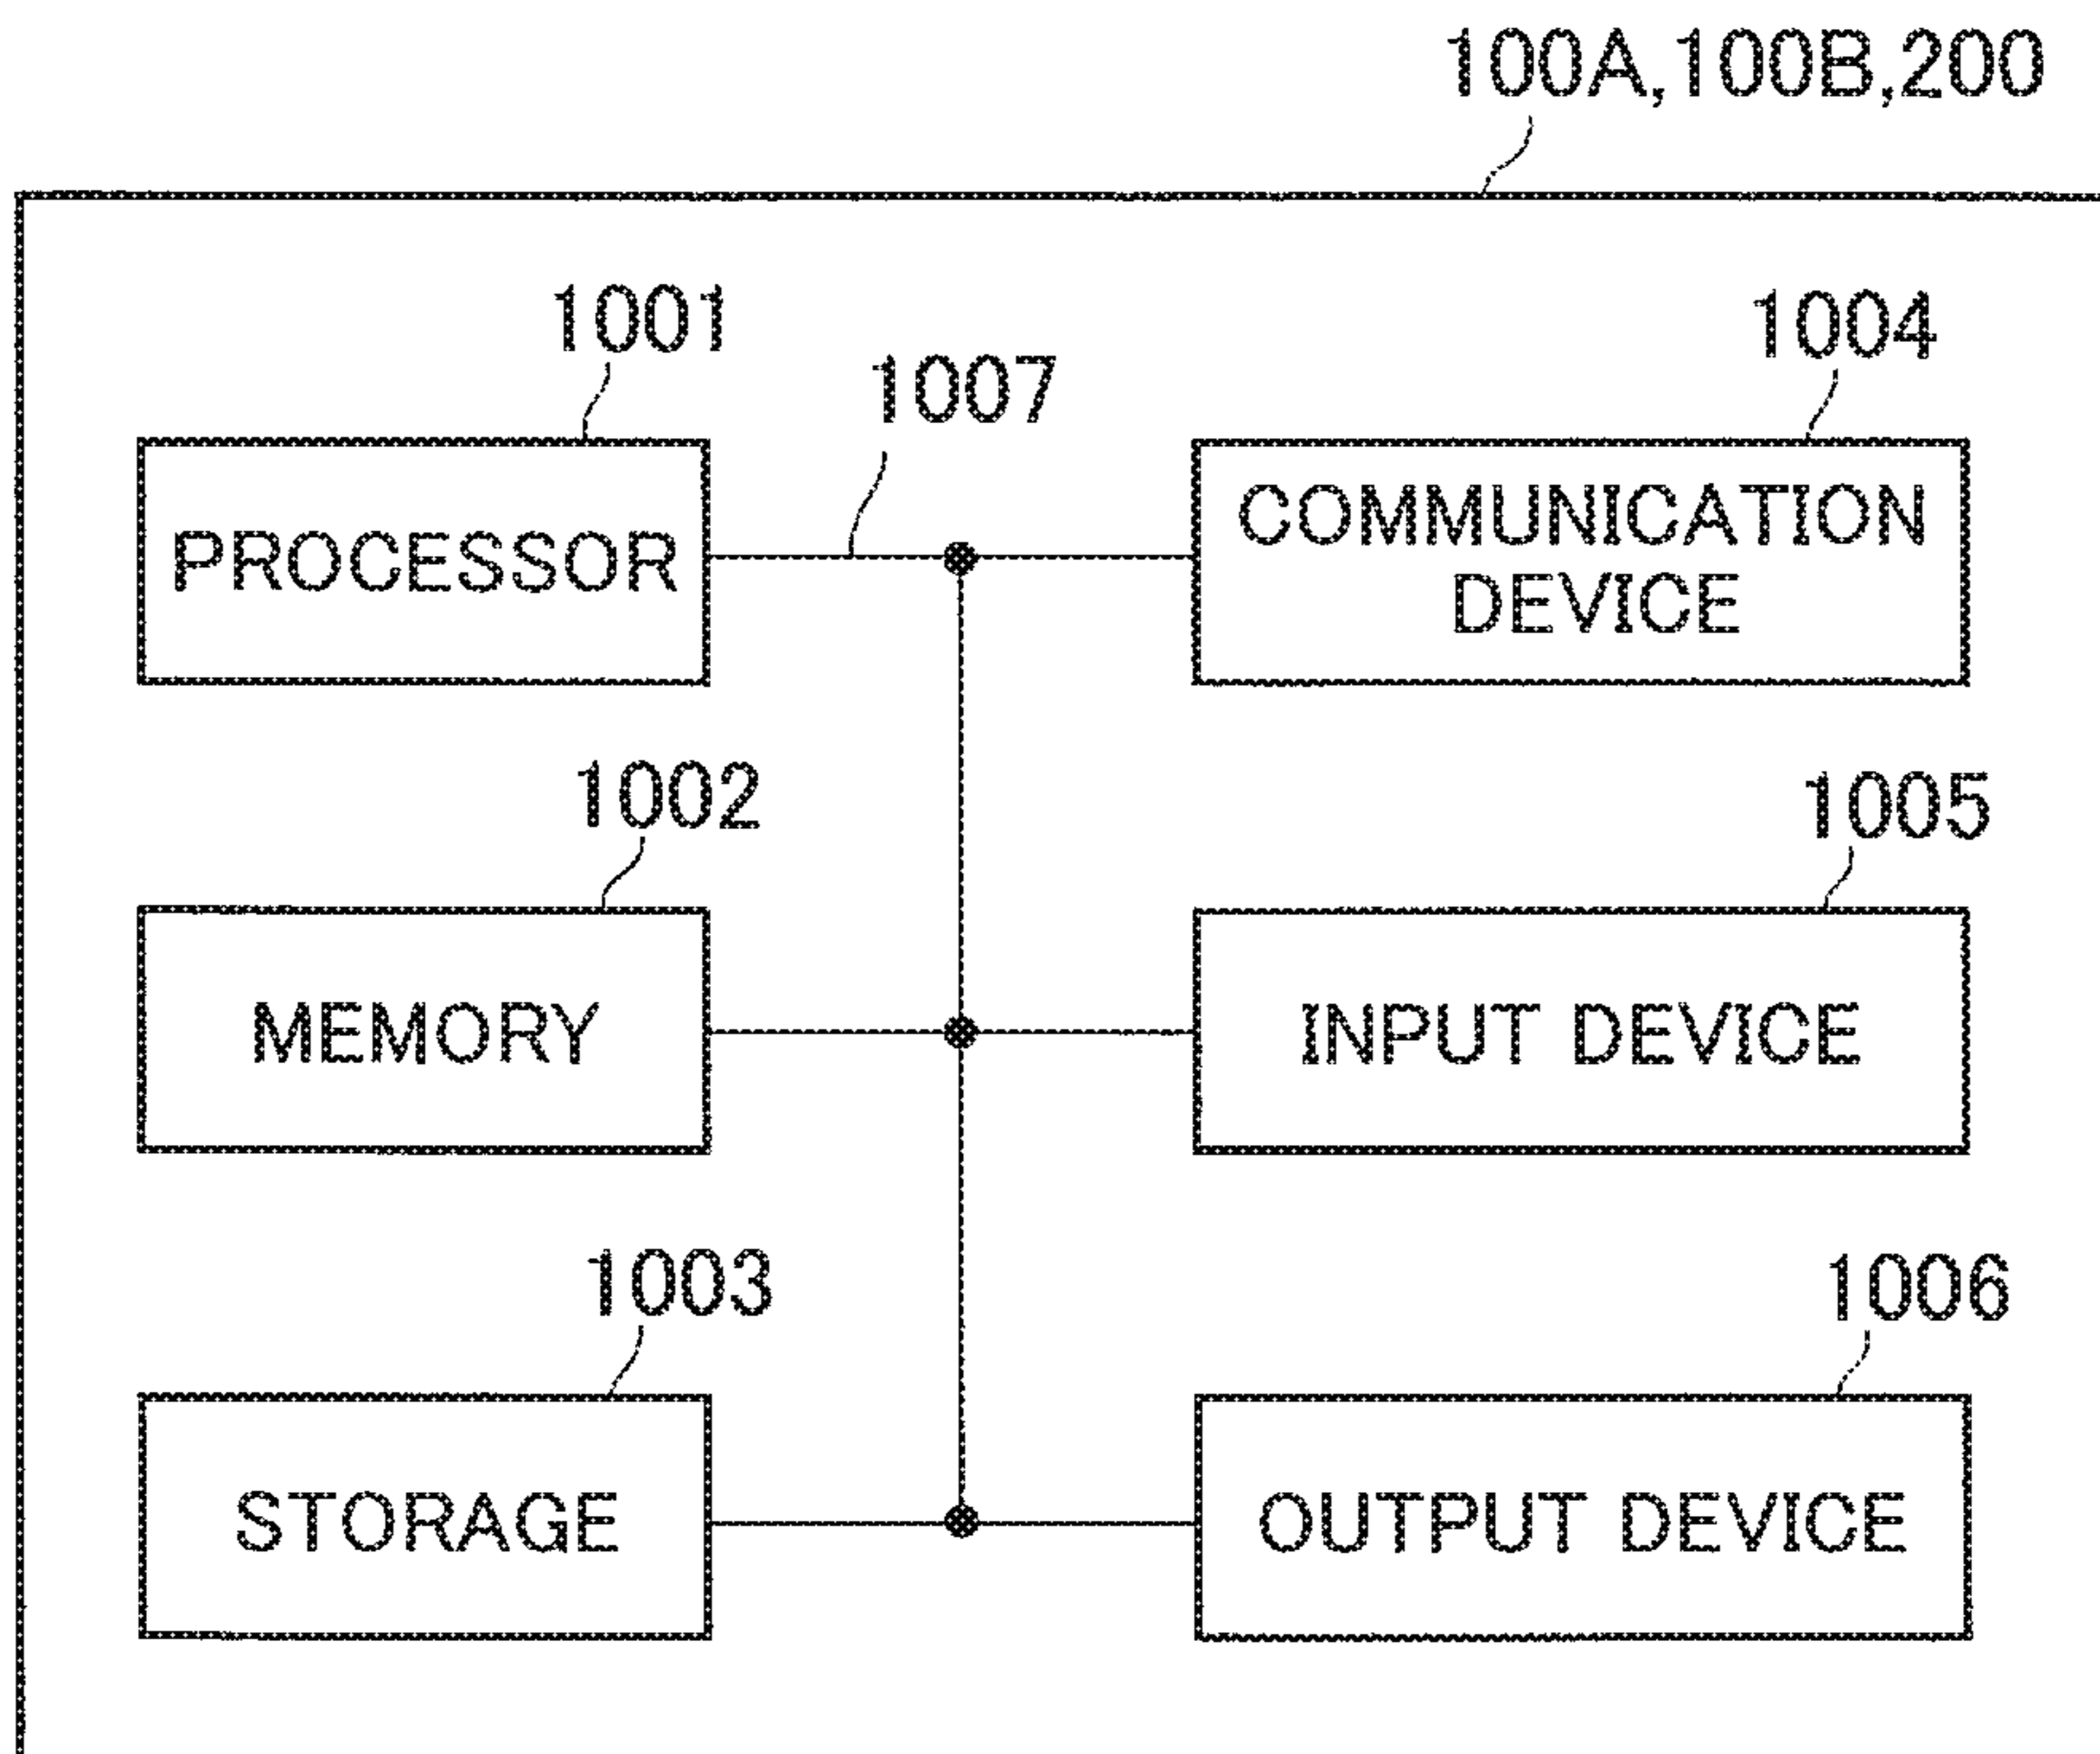 100A,100B,200
1001
1007
1004
PROCESSOR
COMMUNICATION
DEVICE
1002
1005
MEMORY
INPUT DEVICE
1003
1006
STORAGE
OUTPUT DEVICE